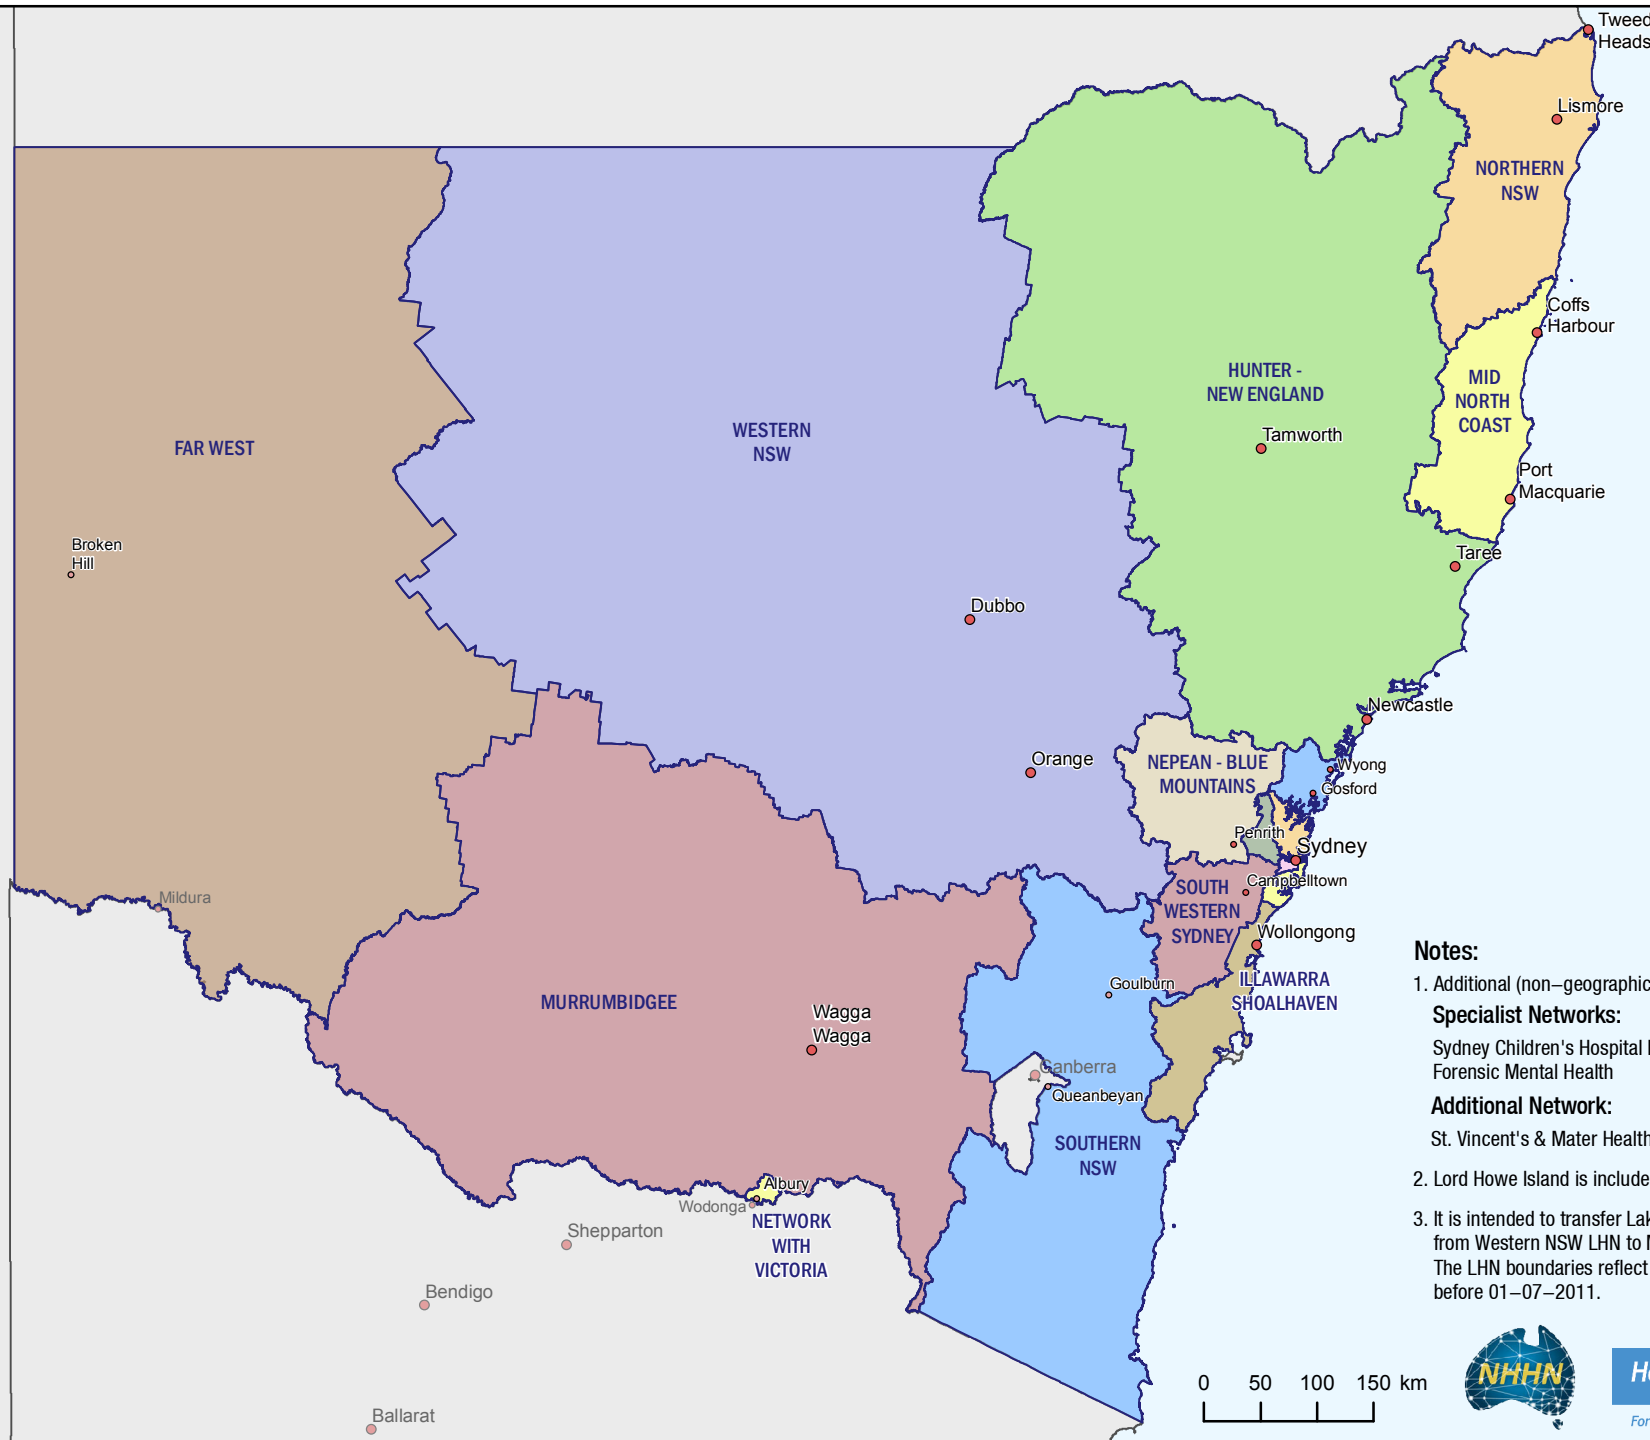 Tweed
Heads
Lismore
NORTHERN
NSW
Coffs
Harbour
HUNTER -
NEW ENGLAND
MID
NORTH
COAST
Tamworth
WESTERN
NSW
FAR WEST
Port
Macquarie
Broken
Hill
Taree
Dubbo
Newcastle
Orange
NEPEAN - BLUE
MOUNTAINS
Wyong
Gosford
Penrith
Sydney
Campbelltown
SOUTH
WESTERN
SYDNEY
Mildura
Wollongong
ILLAWARRA
SHOALHAVEN
Goulburn
MURRUMBIDGEE
Wagga
Wagga
Canberra
Queanbeyan
SOUTHERN
NSW
Albury
Wodonga
NETWORK
WITH
VICTORIA
Shepparton
Bendigo
Ballarat
Notes:
1. Additional (non–geographic
Specialist Networks:
Sydney Children's Hospital
Forensic Mental Health
Additional Network:
St. Vincent's & Mater Health
2. Lord Howe Island is include
3. It is intended to transfer Lak
from Western NSW LHN to
The LHN boundaries reflect
before 01–07–2011.
0 50 100 150 km
NHHN
He
For